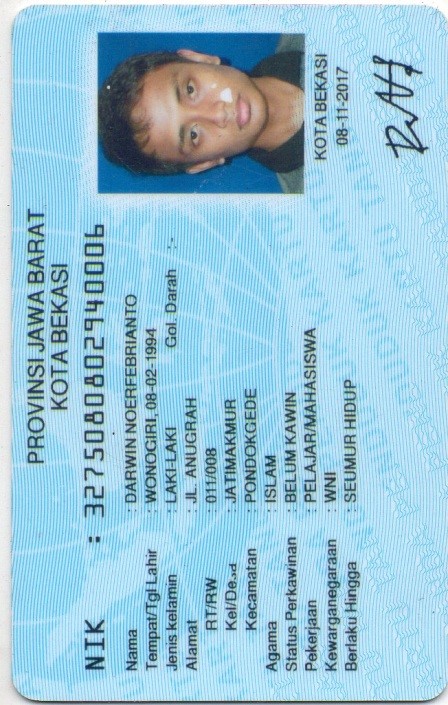 PROVINSI JAWA BARAT
KOTA BEKASI
NIK : 3275080802940006
Nama : DARWIN NOERFEBRIANTO
Tempat/Tgl Lahir : WONOGIRI, 08-02-1994
Jenis kelamin : LAKI-LAKI Gol. Darah :-
Alamat : JL. ANUGRAH
RT/RW : 011/008
Kel/Desa : JATIMAKMUR
Kecamatan : PONDOKGEDE
Agama : ISLAM
Status Perkawinan : BELUM KAWIN
Pekerjaan : PELAJAR/MAHASISWA
Kewarganegaraan : WNI
Berlaku Hingga : SEUMUR HIDUP
KOTA BEKASI
08-11-2017